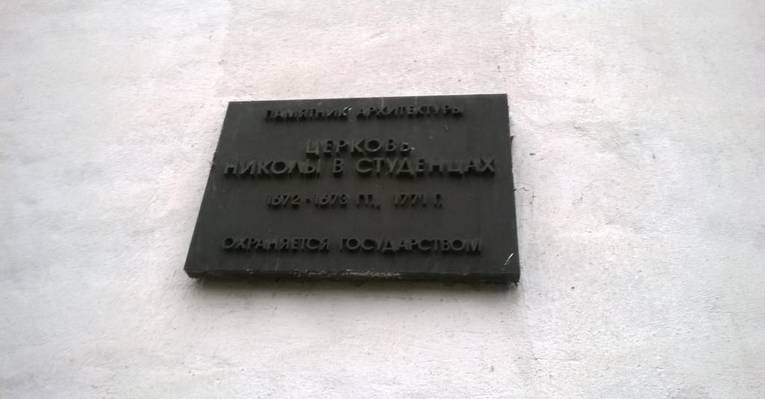 ПАМЯТНИК АРХИТЕКТУРЫ
ЦЕРКОВЬ
НИКОЛЫ В СТУДЕНЦАХ
1672-1673 ГГ., 1771 Г.
ОХРАНЯЕТСЯ ГОСУДАРСТВОМ